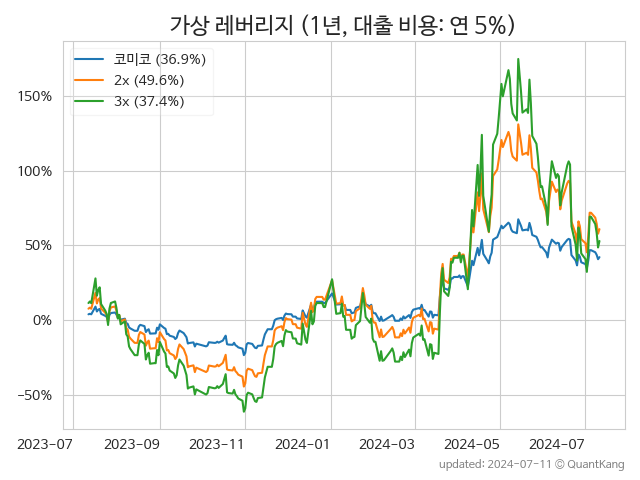 가상 레버리지 (1년, 대출 비용: 연 5%)
코미코 (36.9%)
2x (49.6%)
3x (37.4%)
150%
100%
50%
0%
−50%
2023-07 2023-09 2023-11 2024-01 2024-03 2024-05 2024-07
updated: 2024-07-11 © QuantKang